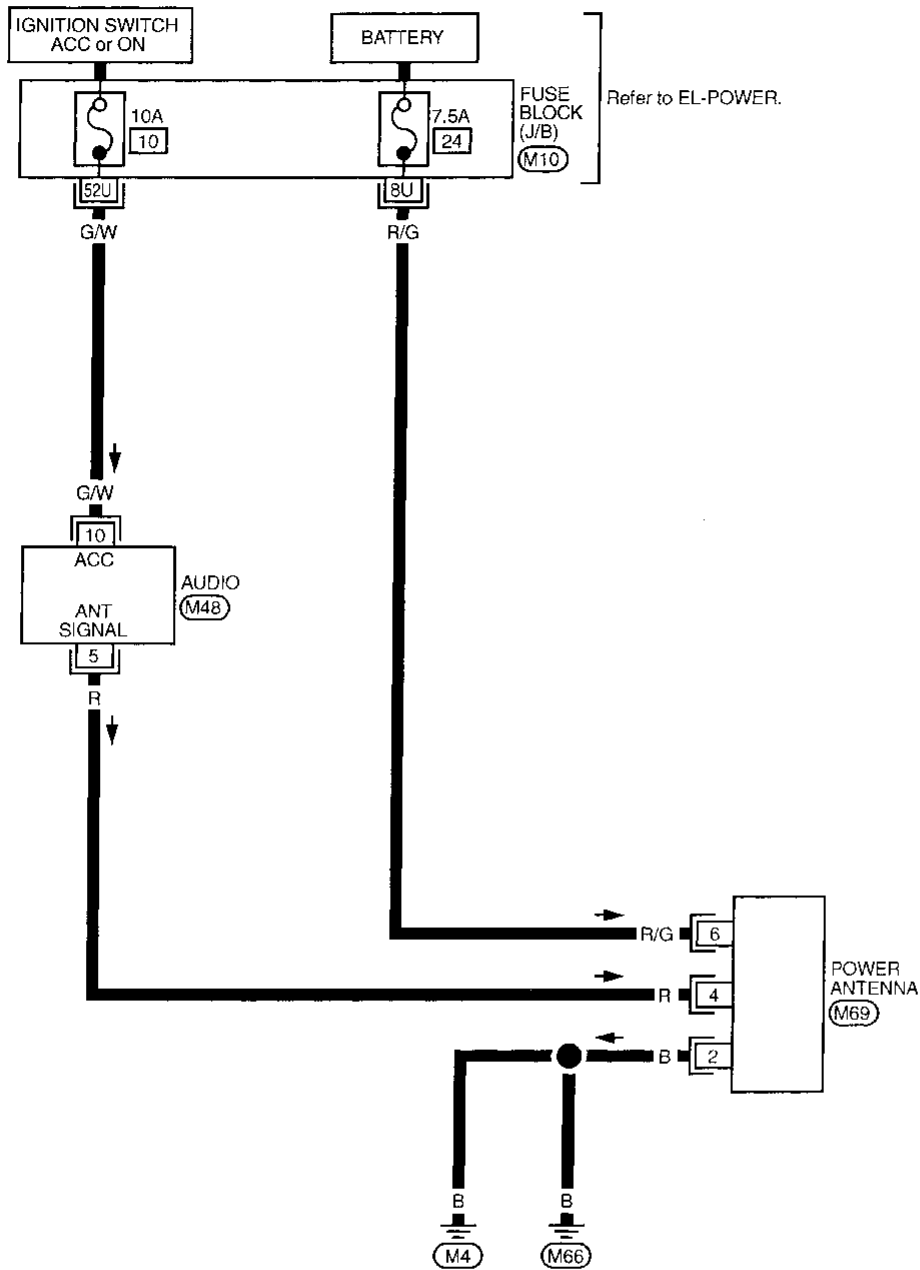 IGNITION SWITCH
ACC or ON
BATTERY
10A
10
7.5A
24
FUSE
BLOCK
(J/B)
M10
Refer to EL-POWER.
52U
8U
G/W
R/G
G/W
10
ACC
AUDIO
M48
ANT
SIGNAL
5
R
R/G
6
R
4
POWER
ANTENNA
M69
B
2
B
B
M4
M66